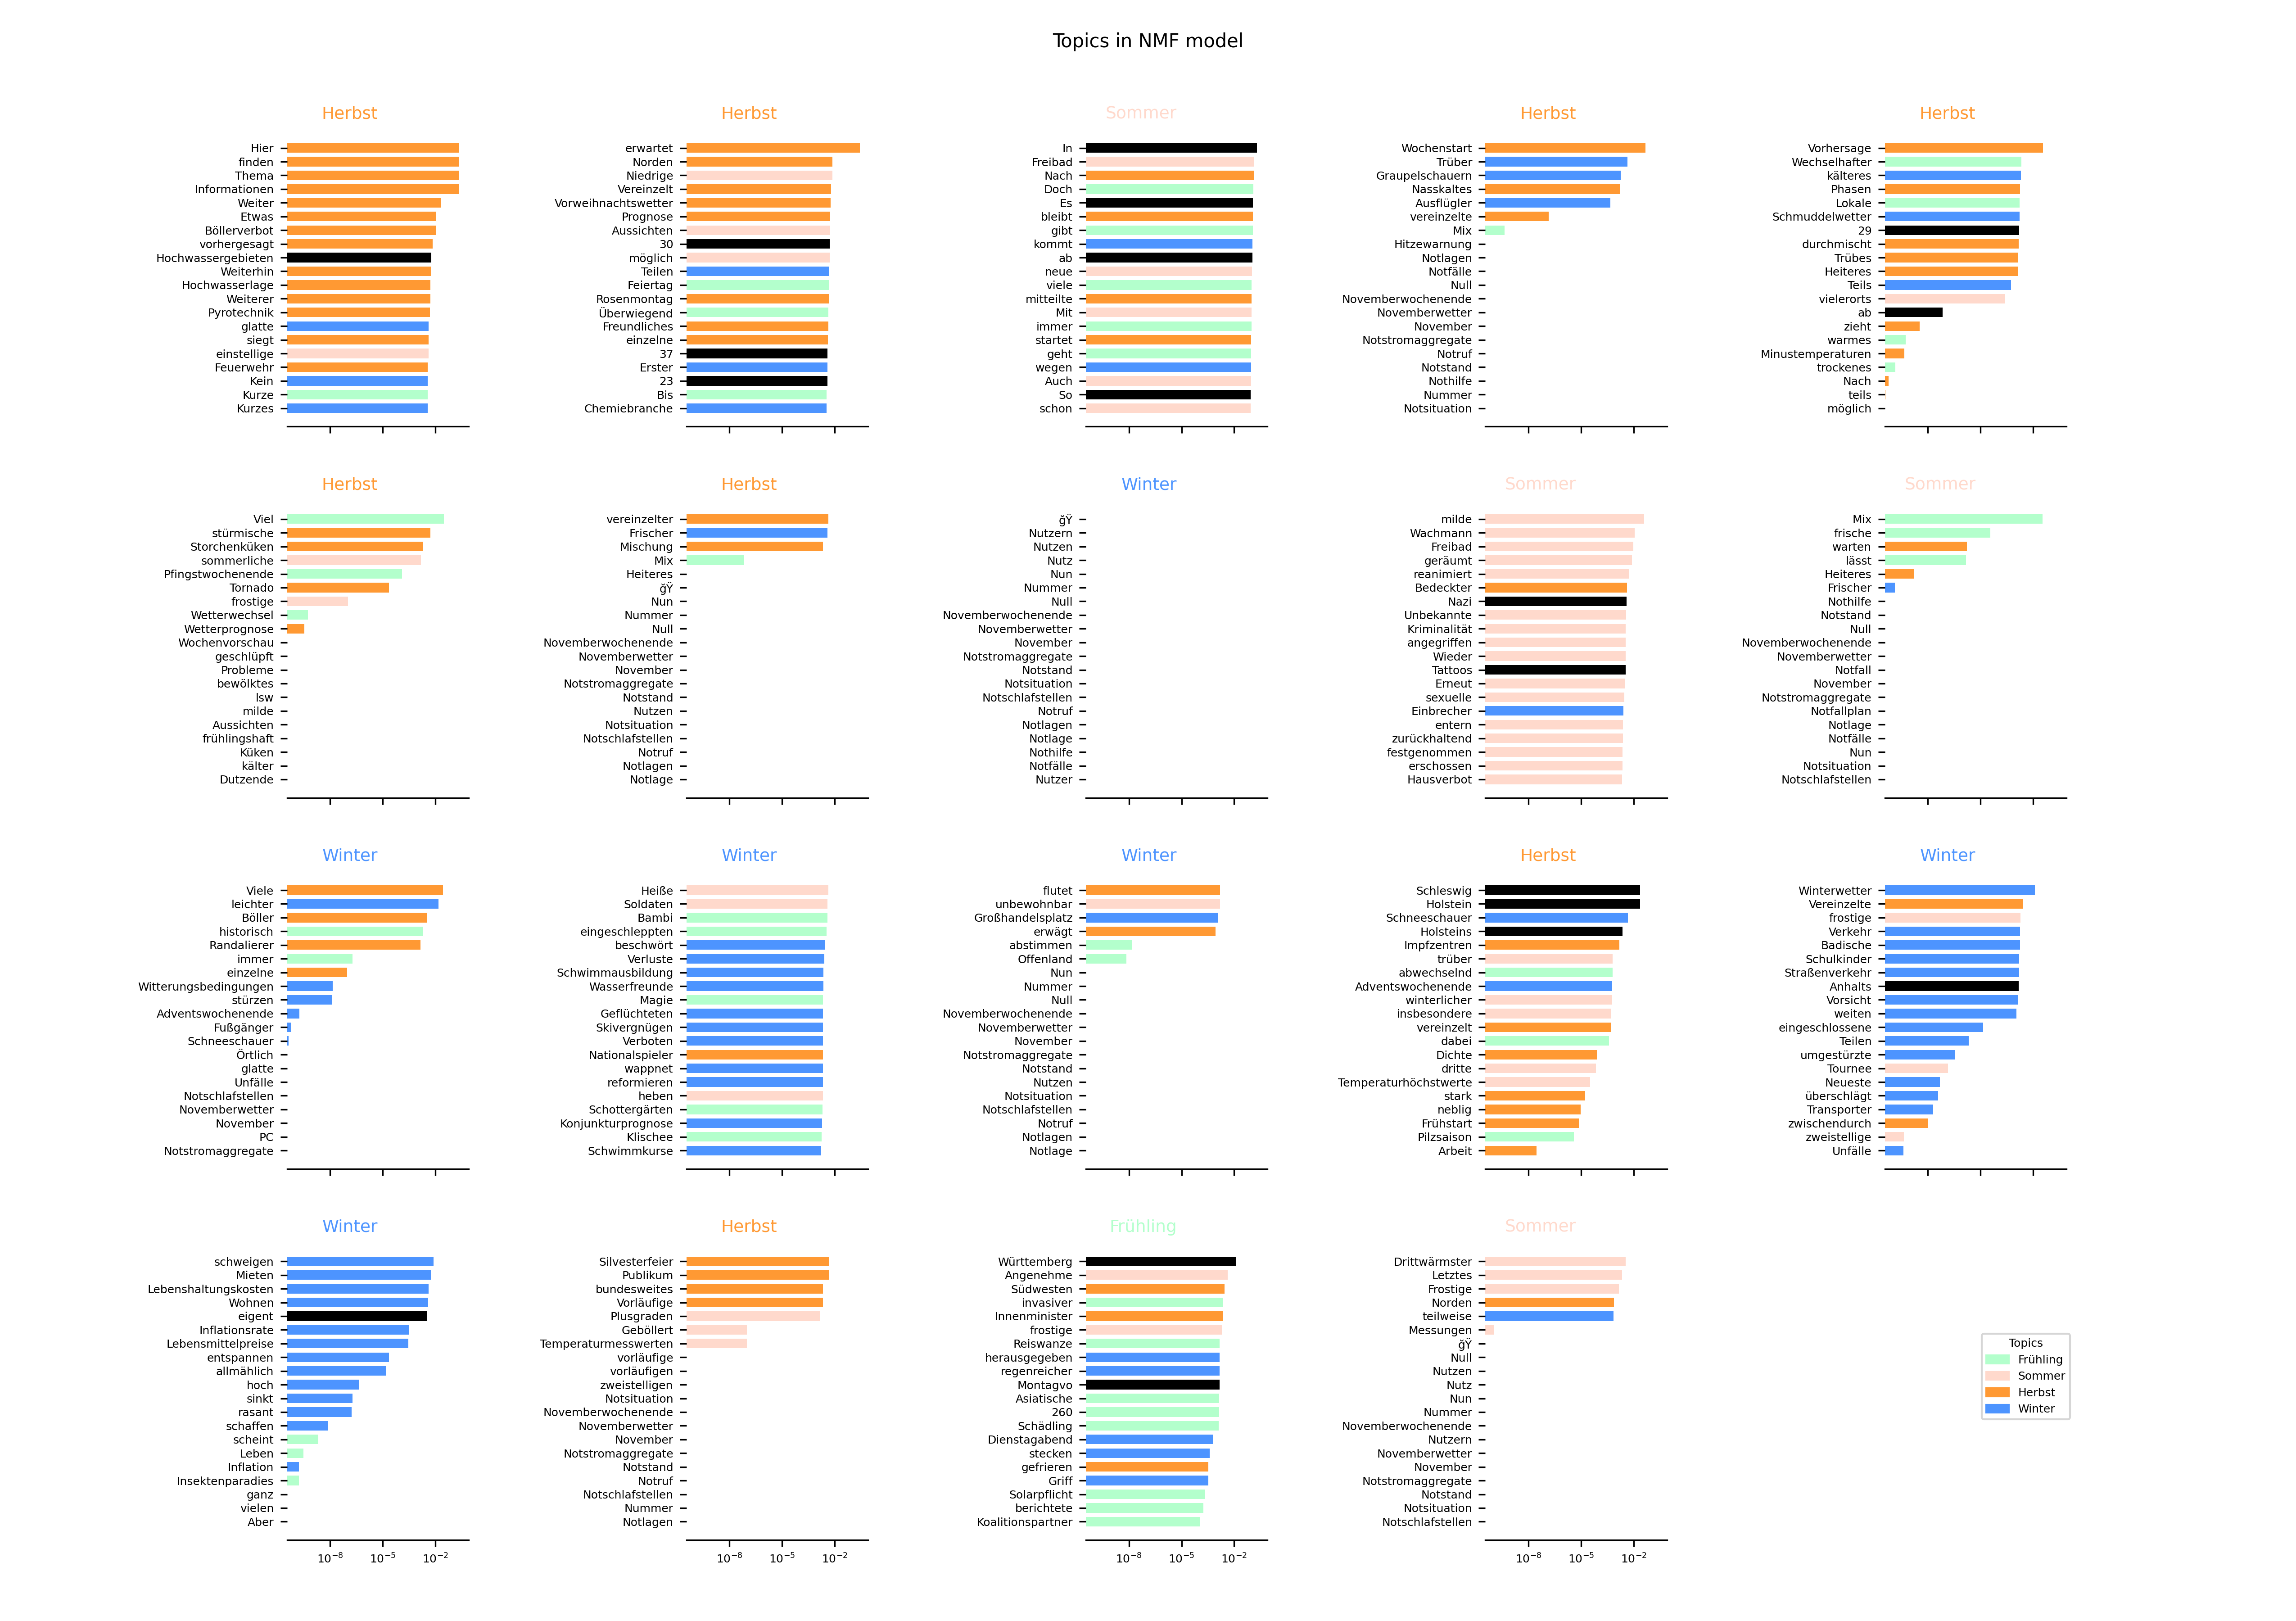 Topics in NMF model
Herbst
Hier
finden
Thema
Informationen
Weiter
Etwas
Böllerverbot
vorhergesagt
Hochwassergebieten
Weiterhin
Hochwasserlage
Weiterer
Pyrotechnik
glatte
siegt
einstellige
Feuerwehr
Kein
Kurze
Kurzes
Herbst
erwartet
Norden
Niedrige
Vereinzelt
Vorweihnachtswetter
Prognose
Aussichten
30
möglich
Teilen
Feiertag
Rosenmontag
Überwiegend
Freundliches
einzelne
37
Erster
23
Bis
Chemiebranche
Sommer
In
Freibad
Nach
Doch
Es
bleibt
gibt
kommt
ab
neue
viele
mitteilte
Mit
immer
startet
geht
wegen
Auch
So
schon
Herbst
Wochenstart
Trüber
Graupelschauern
Nasskaltes
Ausflügler
vereinzelte
Mix
Hitzewarnung
Notlagen
Notfälle
Null
Novemberwochenende
Novemberwetter
November
Notstromaggregate
Notruf
Notstand
Nothilfe
Nummer
Notsituation
Herbst
Vorhersage
Wechselhafter
kälteres
Phasen
Lokale
Schmuddelwetter
29
durchmischt
Trübes
Heiteres
Teils
vielerorts
ab
zieht
warmes
Minustemperaturen
trockenes
Nach
teils
möglich
Herbst
Viel
stürmische
Storchenküken
sommerliche
Pfingstwochenende
Tornado
frostige
Wetterwechsel
Wetterprognose
Wochenvorschau
geschlüpft
Probleme
bewölktes
lsw
milde
Aussichten
frühlingshaft
Küken
kälter
Dutzende
Herbst
vereinzelter
Frischer
Mischung
Mix
Heiteres
ğŸ
Nun
Nummer
Null
Novemberwochenende
Novemberwetter
November
Notstromaggregate
Notstand
Nutzen
Notsituation
Notschlafstellen
Notruf
Notlagen
Notlage
Winter
ğŸ
Nutzern
Nutzen
Nutz
Nun
Nummer
Null
Novemberwochenende
Novemberwetter
November
Notstromaggregate
Notstand
Notsituation
Notschlafstellen
Notruf
Notlagen
Notlage
Nothilfe
Notfälle
Nutzer
Sommer
milde
Wachmann
Freibad
geräumt
reanimiert
Bedeckter
Nazi
Unbekannte
Kriminalität
angegriffen
Wieder
Tattoos
Erneut
sexuelle
Einbrecher
entern
zurückhaltend
festgenommen
erschossen
Hausverbot
Sommer
Mix
frische
warten
lässt
Heiteres
Frischer
Nothilfe
Notstand
Null
Novemberwochenende
Novemberwetter
Notfall
November
Notstromaggregate
Notfallplan
Notlage
Notfälle
Nun
Notsituation
Notschlafstellen
Winter
Viele
leichter
Böller
historisch
Randalierer
immer
einzelne
Witterungsbedingungen
stürzen
Adventswochenende
Fußgänger
Schneeschauer
Örtlich
glatte
Unfälle
Notschlafstellen
Novemberwetter
November
PC
Notstromaggregate
Winter
Heiße
Soldaten
Bambi
eingeschleppten
beschwört
Verluste
Schwimmausbildung
Wasserfreunde
Magie
Geflüchteten
Skivergnügen
Verboten
Nationalspieler
wappnet
reformieren
heben
Schottergärten
Konjunkturprognose
Klischee
Schwimmkurse
Winter
flutet
unbewohnbar
Großhandelsplatz
erwägt
abstimmen
Offenland
Nun
Nummer
Null
Novemberwochenende
Novemberwetter
November
Notstromaggregate
Notstand
Nutzen
Notsituation
Notschlafstellen
Notruf
Notlagen
Notlage
Herbst
Schleswig
Holstein
Schneeschauer
Holsteins
Impfzentren
trüber
abwechselnd
Adventswochenende
winterlicher
insbesondere
vereinzelt
dabei
Dichte
dritte
Temperaturhöchstwerte
stark
neblig
Frühstart
Pilzsaison
Arbeit
Winter
Winterwetter
Vereinzelte
frostige
Verkehr
Badische
Schulkinder
Straßenverkehr
Anhalts
Vorsicht
weiten
eingeschlossene
Teilen
umgestürzte
Tournee
Neueste
überschlägt
Transporter
zwischendurch
zweistellige
Unfälle
Winter
schweigen
Mieten
Lebenshaltungskosten
Wohnen
eigent
Inflationsrate
Lebensmittelpreise
entspannen
allmählich
hoch
sinkt
rasant
schaffen
scheint
Leben
Inflation
Insektenparadies
ganz
vielen
Aber
10⁻⁸ 10⁻⁵ 10⁻²
Herbst
Silvesterfeier
Publikum
bundesweites
Vorläufige
Plusgraden
Geböllert
Temperaturmesswerten
vorläufige
vorläufigen
zweistelligen
Notsituation
Novemberwochenende
Novemberwetter
November
Notstromaggregate
Notstand
Notruf
Notschlafstellen
Nummer
Notlagen
10⁻⁸ 10⁻⁵ 10⁻²
Frühling
Württemberg
Angenehme
Südwesten
invasiver
Innenminister
frostige
Reiswanze
herausgegeben
regenreicher
Montagvo
Asiatische
260
Schädling
Dienstagabend
stecken
gefrieren
Griff
Solarpflicht
berichtete
Koalitionspartner
10⁻⁸ 10⁻⁵ 10⁻²
Sommer
Drittwärmster
Letztes
Frostige
Norden
teilweise
Messungen
ğŸ
Null
Nutzen
Nutz
Nun
Nummer
Novemberwochenende
Nutzern
Novemberwetter
November
Notstromaggregate
Notstand
Notsituation
Notschlafstellen
10⁻⁸ 10⁻⁵ 10⁻²
Topics
Frühling
Sommer
Herbst
Winter